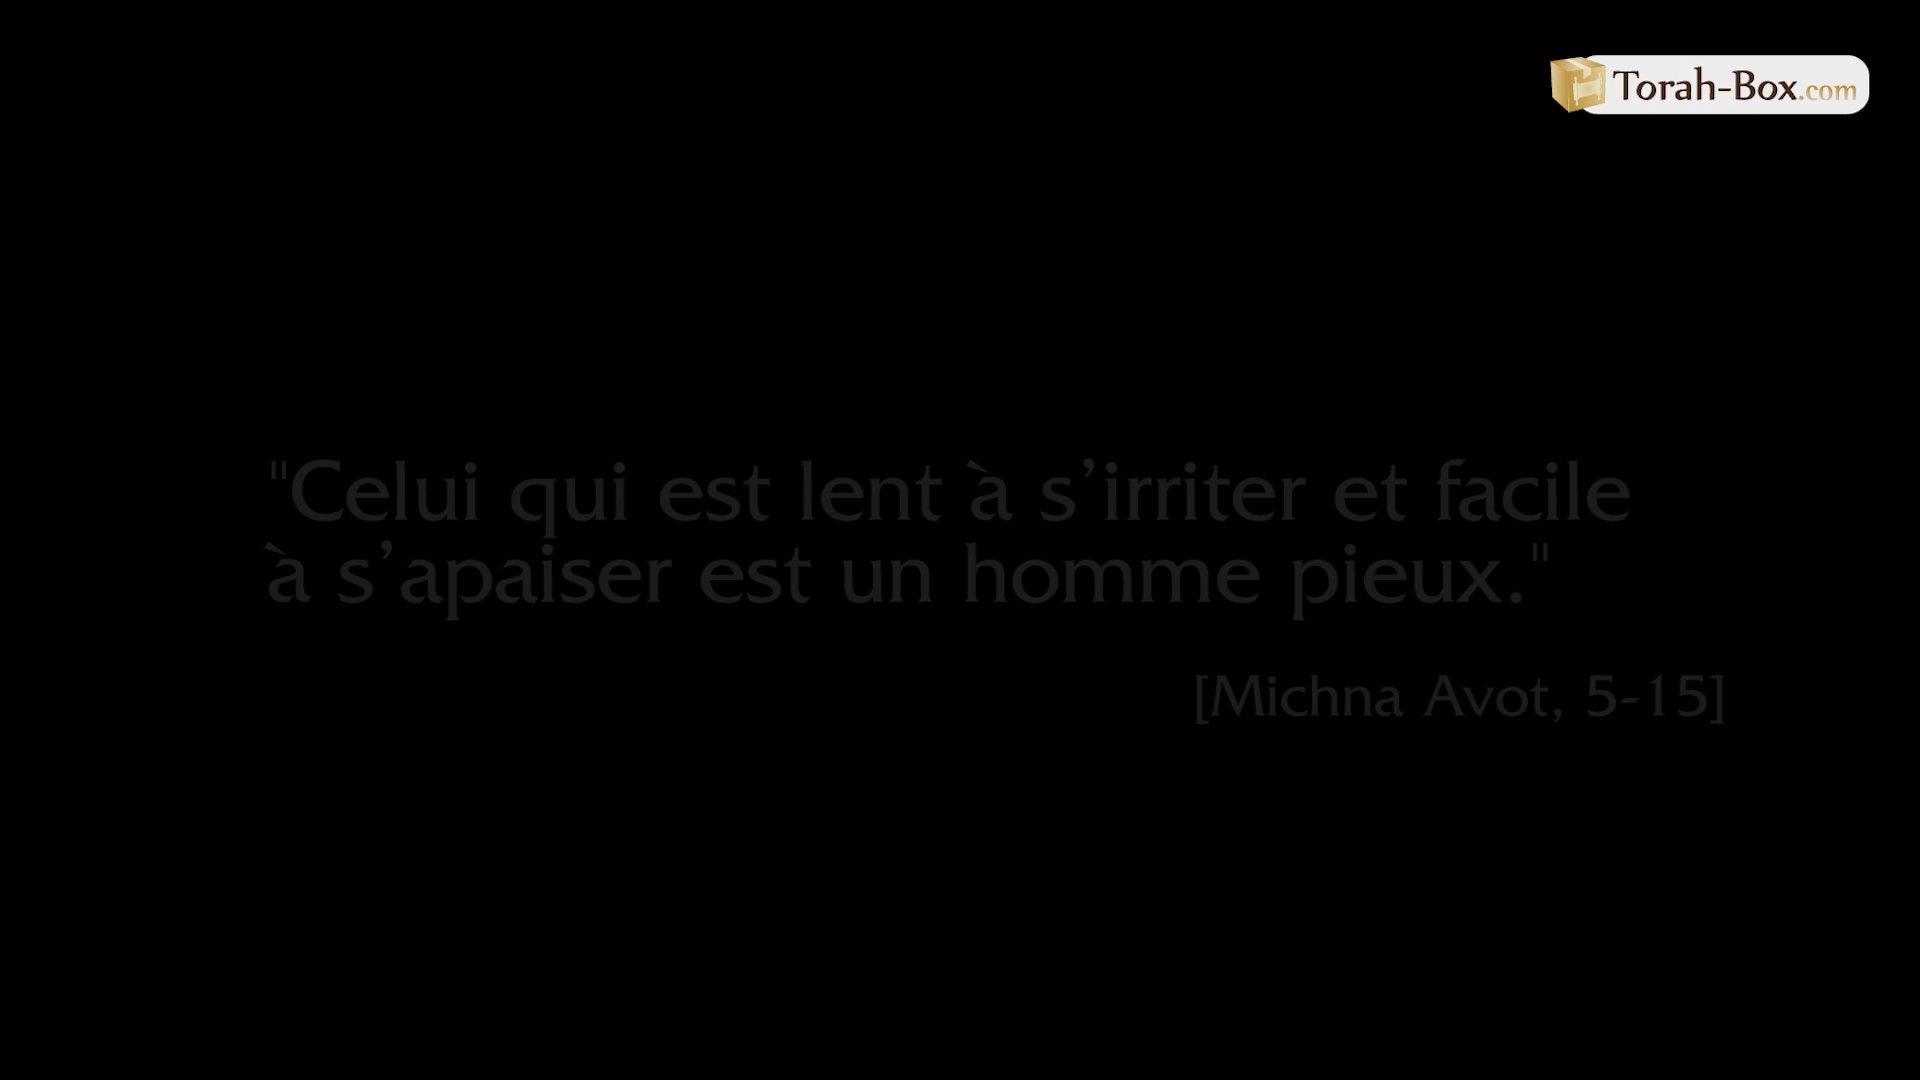 Torah-Box.com
"Celui qui est lent à s’irriter et facile
à s’apaiser est un homme pieux."
[Michna Avot, 5-15]